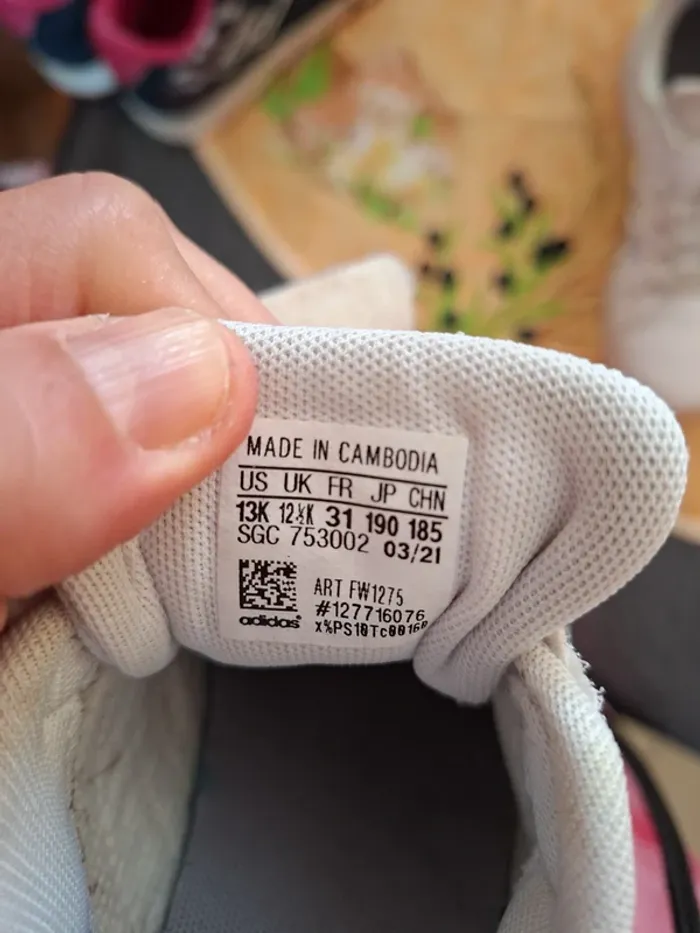 MADE IN CAMBODIA
US UK FR JP CHN
13K 12½K 31 190 185
SGC 753002 03/21
ART FW1275
#127716076
adidas®